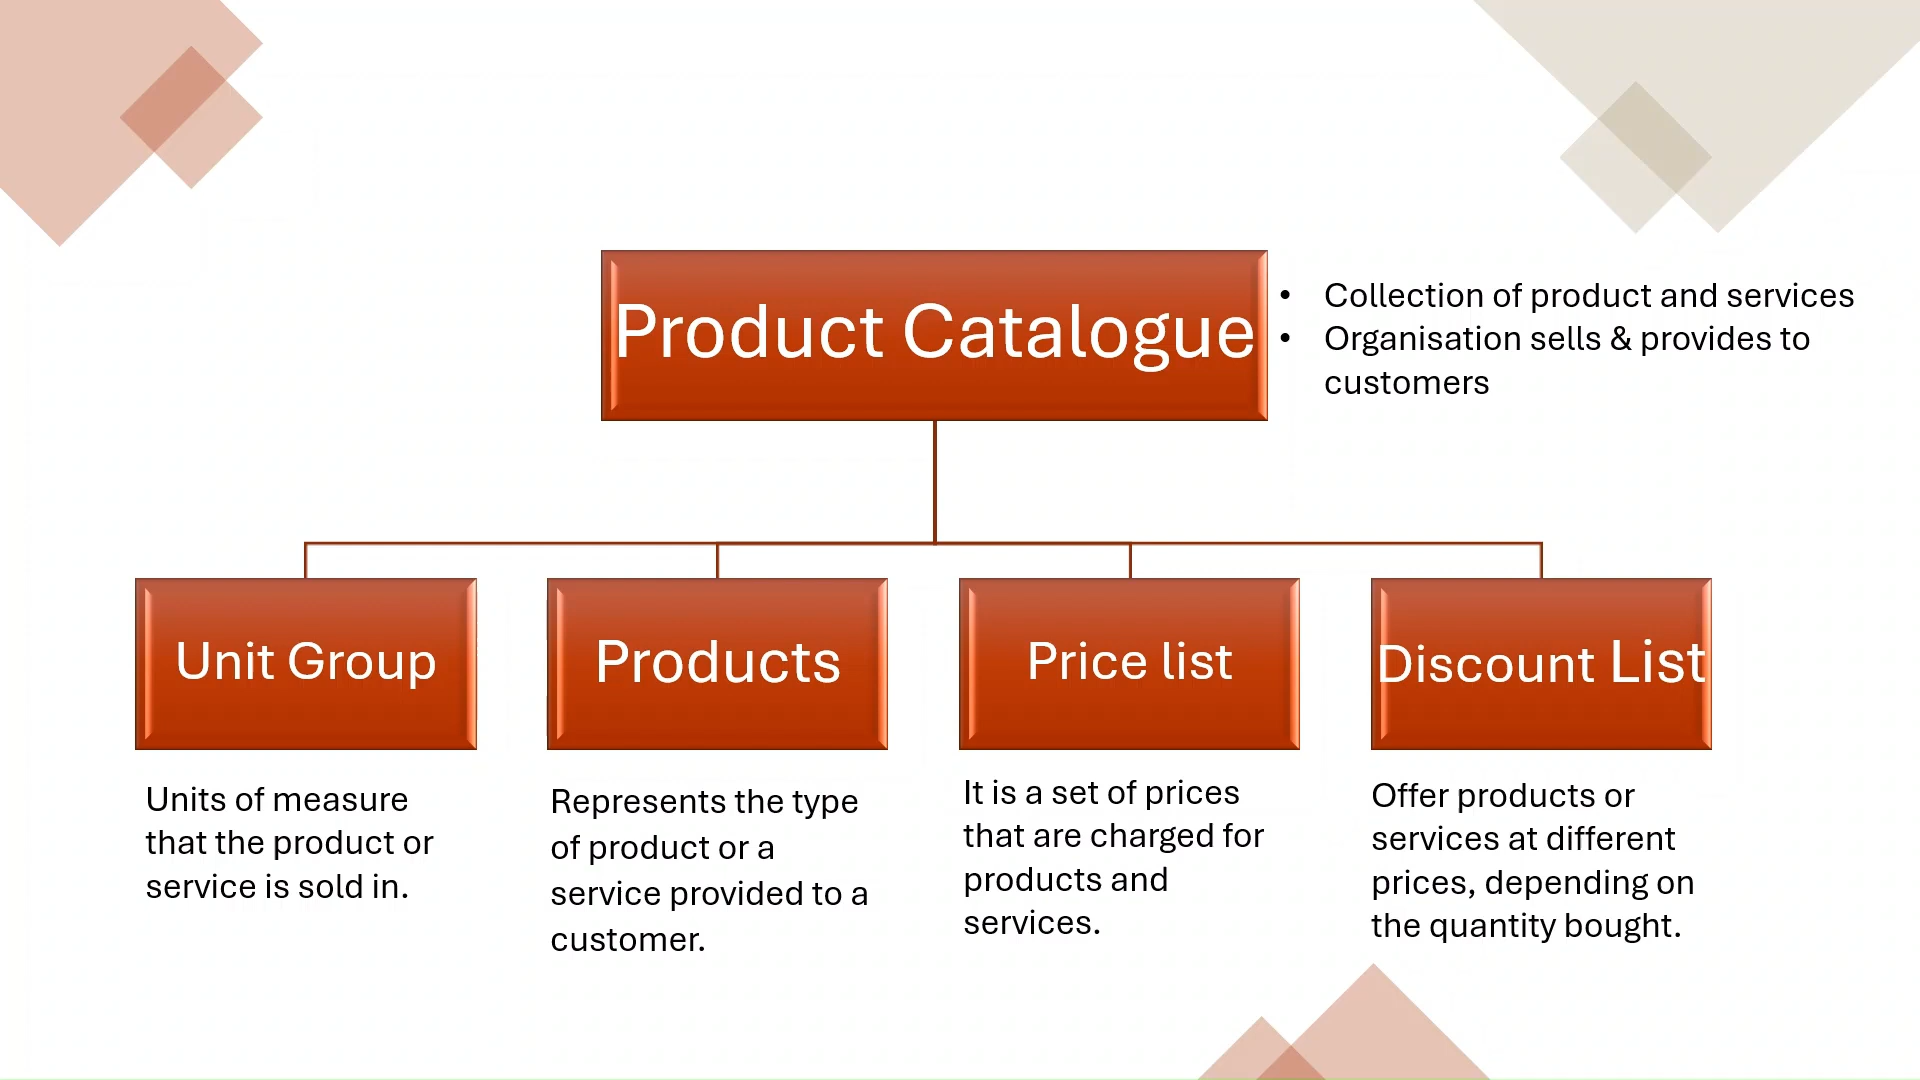 Product Catalogue
• Collection of product and services
• Organisation sells & provides to
customers
Unit Group
Products
Price list
Discount List
Units of measure
that the product or
service is sold in.
Represents the type
of product or a
service provided to a
customer.
It is a set of prices
that are charged for
products and
services.
Offer products or
services at different
prices, depending on
the quantity bought.